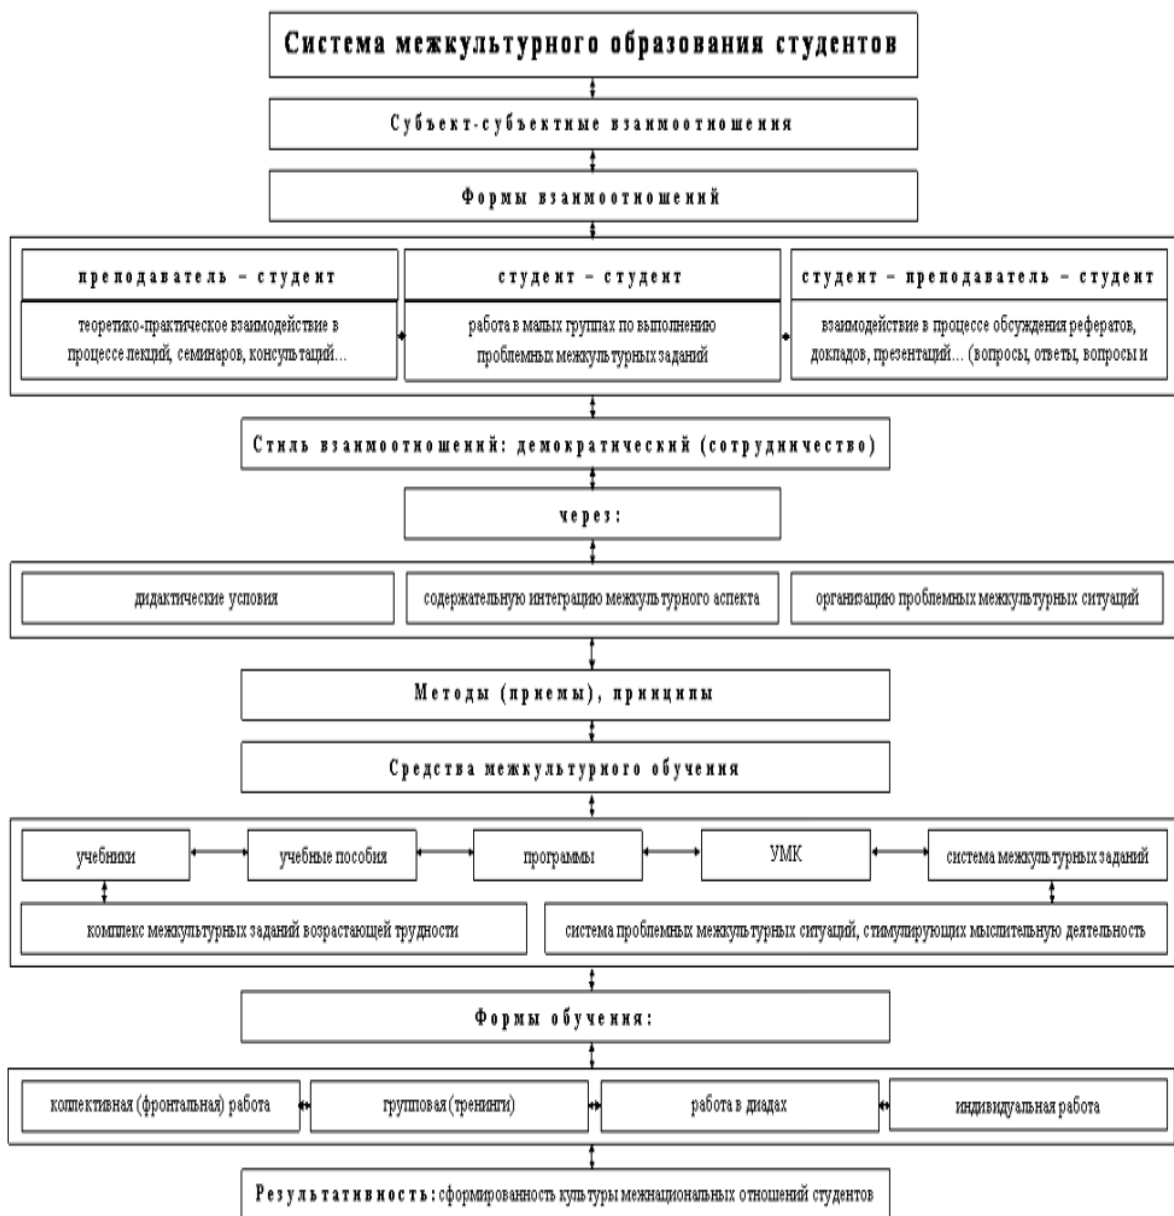 Система межкультурного образования студентов
Субъект-субъектные взаимоотношения
Формы взаимоотношений
преподаватель – студент
теоретико-практическое взаимодействие в
процессе лекций, семинаров, консультаций...
студент – студент
работа в малых группах по выполнению
проблемных межкультурных заданий
студент – преподаватель – студент
взаимодействие в процессе обсуждения рефератов,
докладов, презентаций... (вопросы, ответы, вопросы и
Стиль взаимоотношений: демократический (сотрудничество)
через:
дидактические условия
содержательную интеграцию межкультурного аспекта
организацию проблемных межкультурных ситуаций
Методы (приемы), принципы
Средства межкультурного обучения
учебники
учебные пособия
программы
УМК
система межкультурных заданий
комплекс межкультурных заданий возрастающей трудности
система проблемных межкультурных ситуаций, стимулирующих мыслительную деятельность
Формы обучения:
коллективная (фронтальная) работа
групповая (тренинги)
работа в диадах
индивидуальная работа
Результативность: сформированность культуры межнациональных отношений студентов